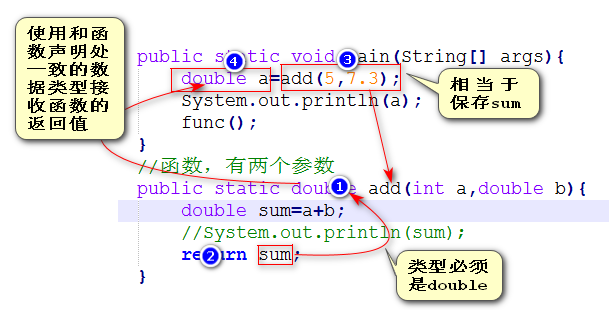 使用和函
数声明处
一致的数
据类型接
收函数的
返回值
4
3
public static void main(String[] args){
double a=add(5,7.3);
System.out.println(a);
func();
}
相当于
保存sum
//函数，有两个参数
1
public static double add(int a,double b){
double sum=a+b;
//System.out.println(sum);
2
return sum;
}
类型必须
是double